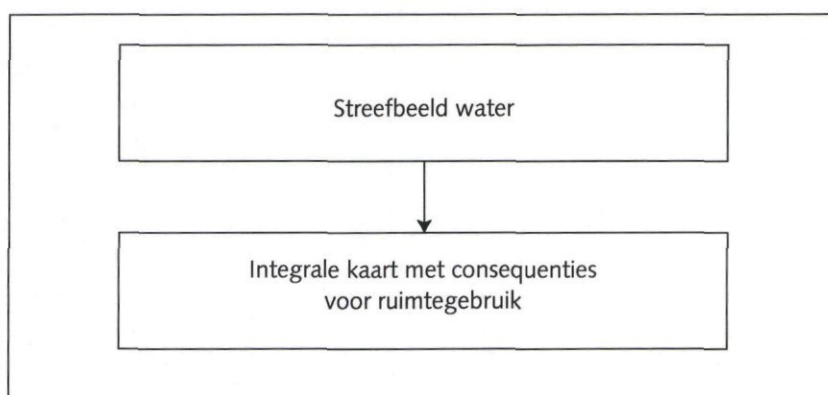 Streefbeeld water
Integrale kaart met consequenties
voor ruimtegebruik